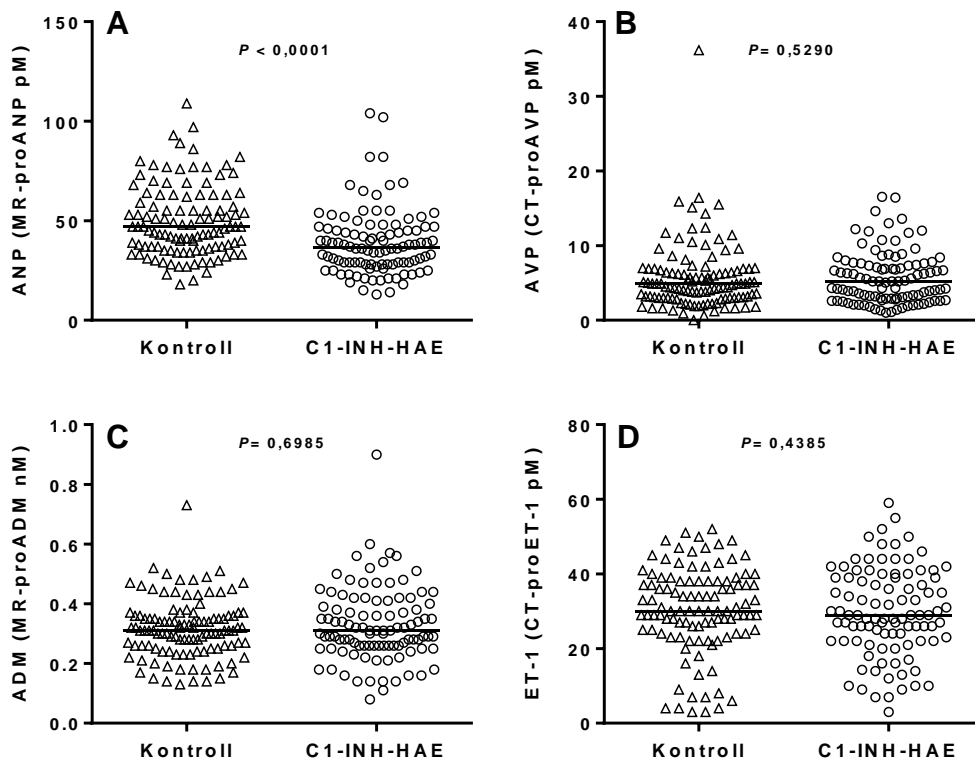 A
P < 0,0001
ANP (MR-proANP pM)
150
100
50
0
Kontroll
C1-INH-HAE
B
P= 0,5290
AVP (CT-proAVP pM)
40
30
20
10
0
Kontroll
C1-INH-HAE
C
P= 0,6985
ADM (MR-proADM nM)
1.0
0.8
0.6
0.4
0.2
0.0
Kontroll
C1-INH-HAE
D
P= 0,4385
ET-1 (CT-proET-1 pM)
80
60
40
20
0
Kontroll
C1-INH-HAE